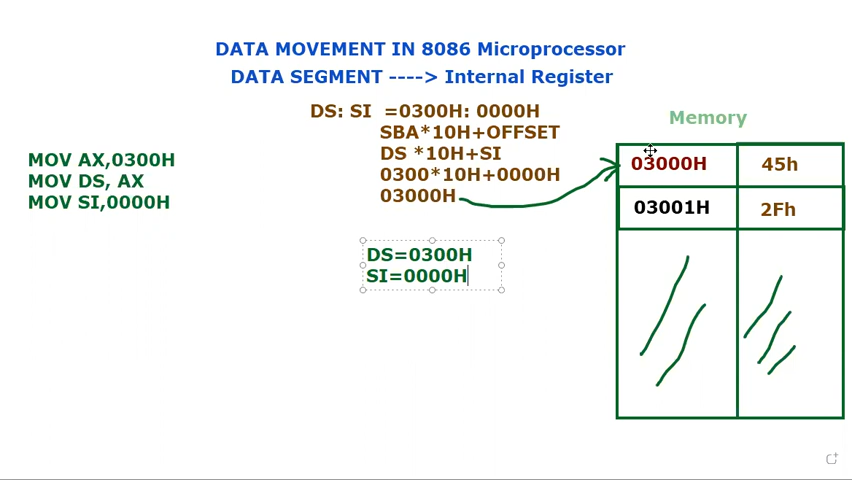 DATA MOVEMENT IN 8086 Microprocessor
DATA SEGMENT ----> Internal Register
DS: SI =0300H: 0000H
SBA*10H+OFFSET
DS *10H+SI
0300*10H+0000H
03000H
MOV AX,0300H
MOV DS, AX
MOV SI,0000H
DS=0300H
SI=0000H
Memory
03000H 45h
03001H 2Fh